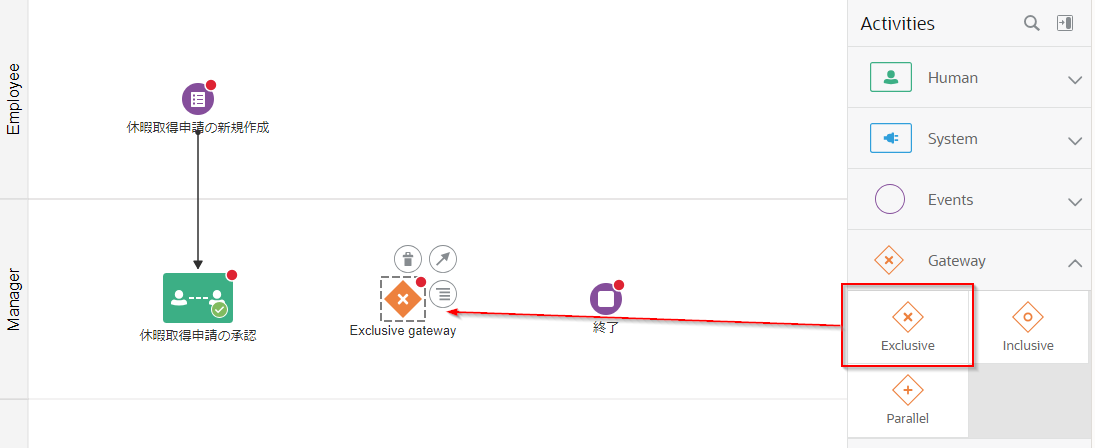 Employee
休暇取得申請の新規作成
Manager
休暇取得申請の承認
Exclusive gateway
終了
Activities
Human
System
Events
Gateway
Exclusive
Inclusive
Parallel